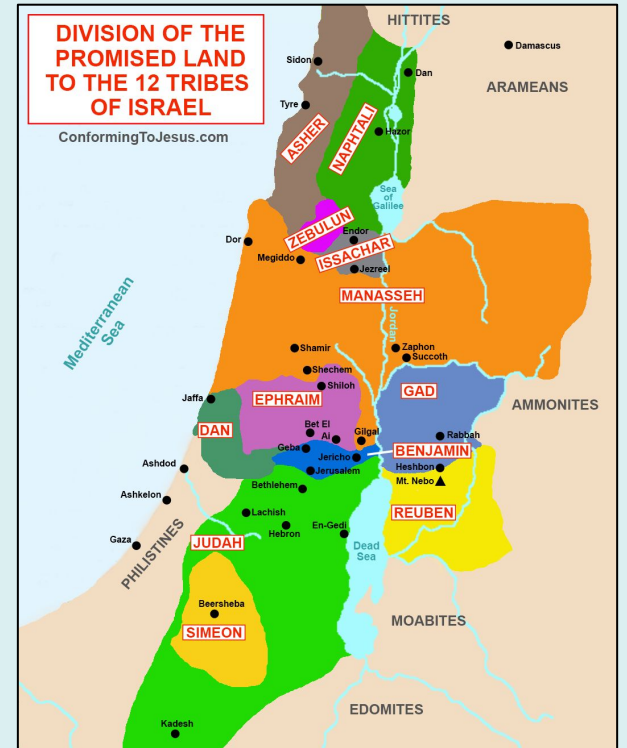 DIVISION OF THE
PROMISED LAND
TO THE 12 TRIBES
OF ISRAEL
ConformingToJesus.com
HITTITES
Damascus
Sidon
Dan
ARAMEANS
Tyre
ASHER
NAPHTALI
Hazor
Sea
of
Galilee
ZEBULUN
Endor
Dor
ISSACHAR
Megiddo
Jezreel
MANASSEH
Mediterranean
Sea
Jordan
Shamir
Zaphon
Succoth
Shechem
Shiloh
Jaffa
EPHRAIM
GAD
AMMONITES
DAN
Bet El
Ai
Gilgal
Rabbah
Geba
BENJAMIN
Jericho
Ashdod
Jerusalem
Heshbon
Mt. Nebo
Bethlehem
Ashkelon
Lachish
REUBEN
En-Gedi
Hebron
Gaza
JUDAH
PHILISTINES
Dead
Sea
Beersheba
SIMEON
MOABITES
EDOMITES
Kadesh